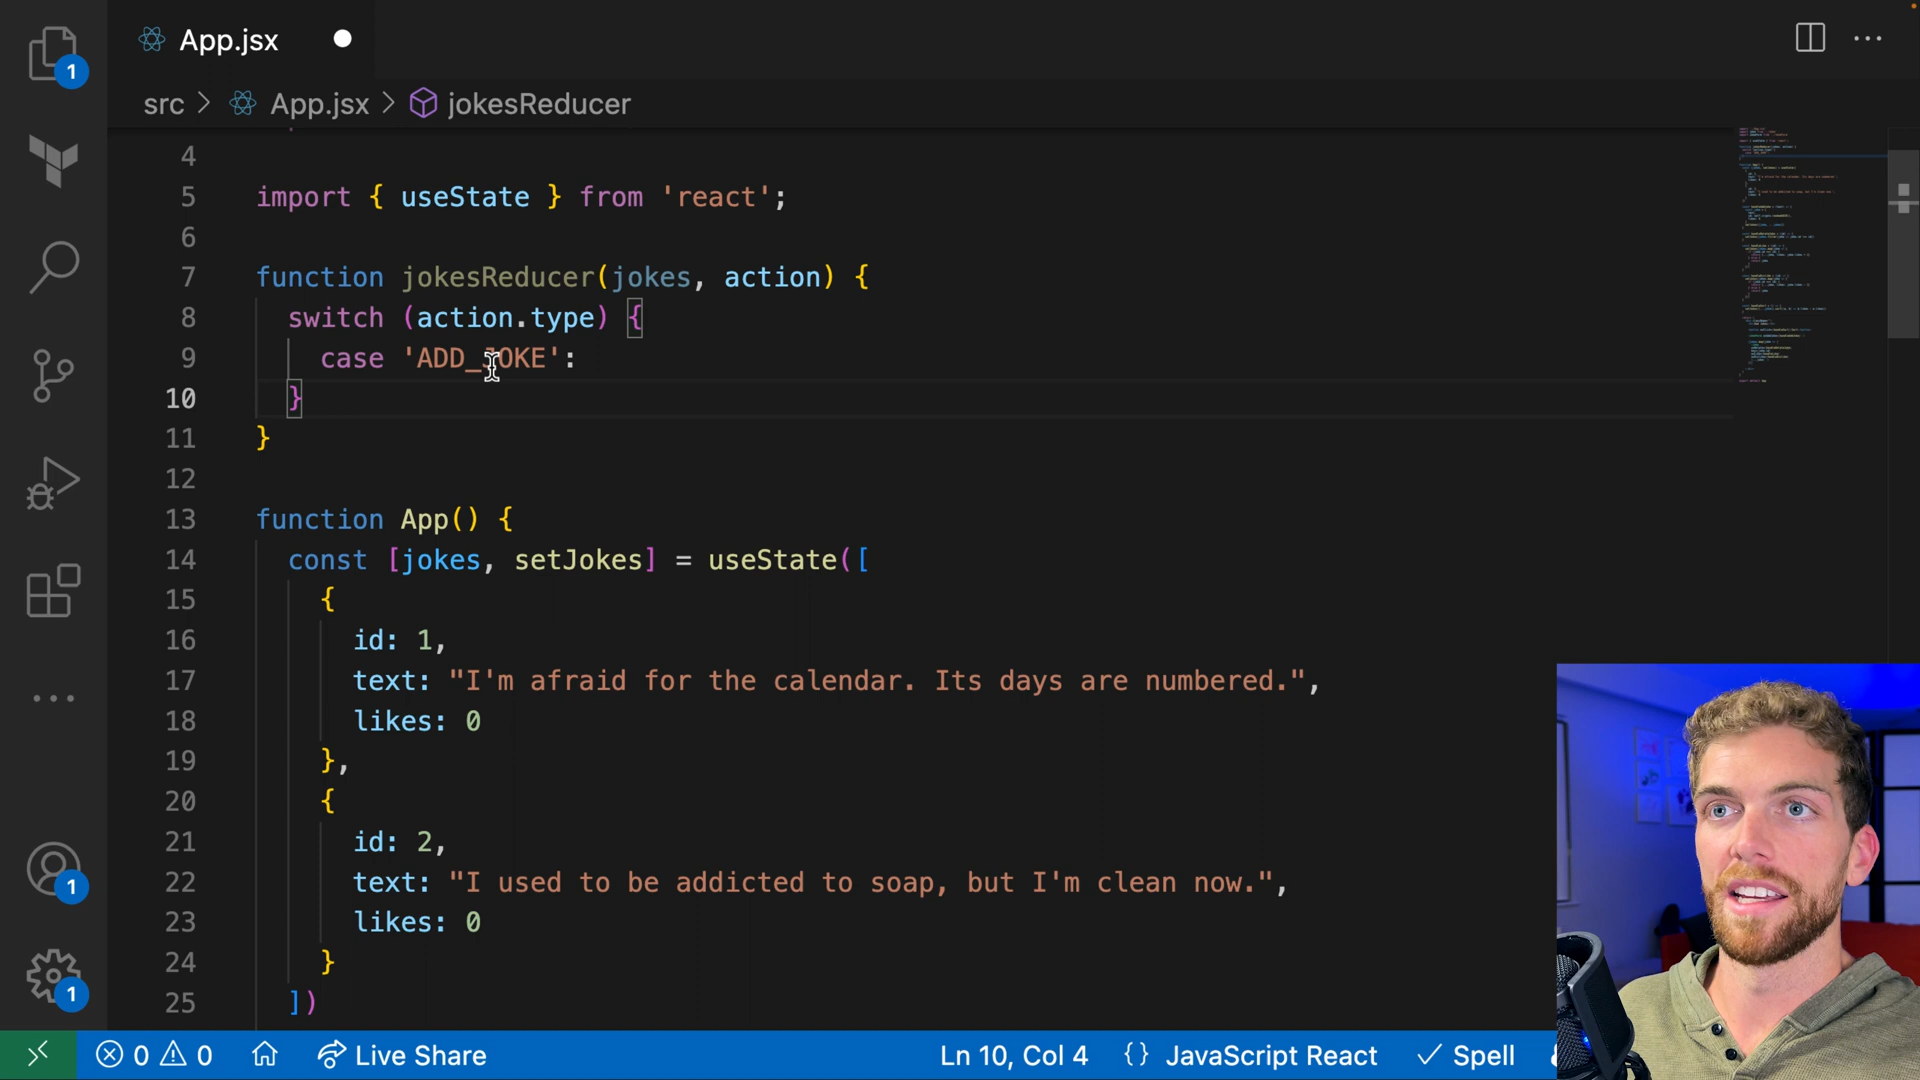 App.jsx
1
src > App.jsx > jokesReducer
4
5 import { useState } from 'react';
6
7 function jokesReducer(jokes, action) {
8 switch (action.type) {
9 case 'ADD_JOKE':
10 }
11 }
12
13 function App() {
14 const [jokes, setJokes] = useState([
15 {
16 id: 1,
17 text: "I'm afraid for the calendar. Its days are numbered.",
18 likes: 0
19 },
20 {
21 id: 2,
22 text: "I used to be addicted to soap, but I'm clean now.",
23 likes: 0
24 }
25 ])
1
1
0 0 Live Share Ln 10, Col 4 {} JavaScript React Spell